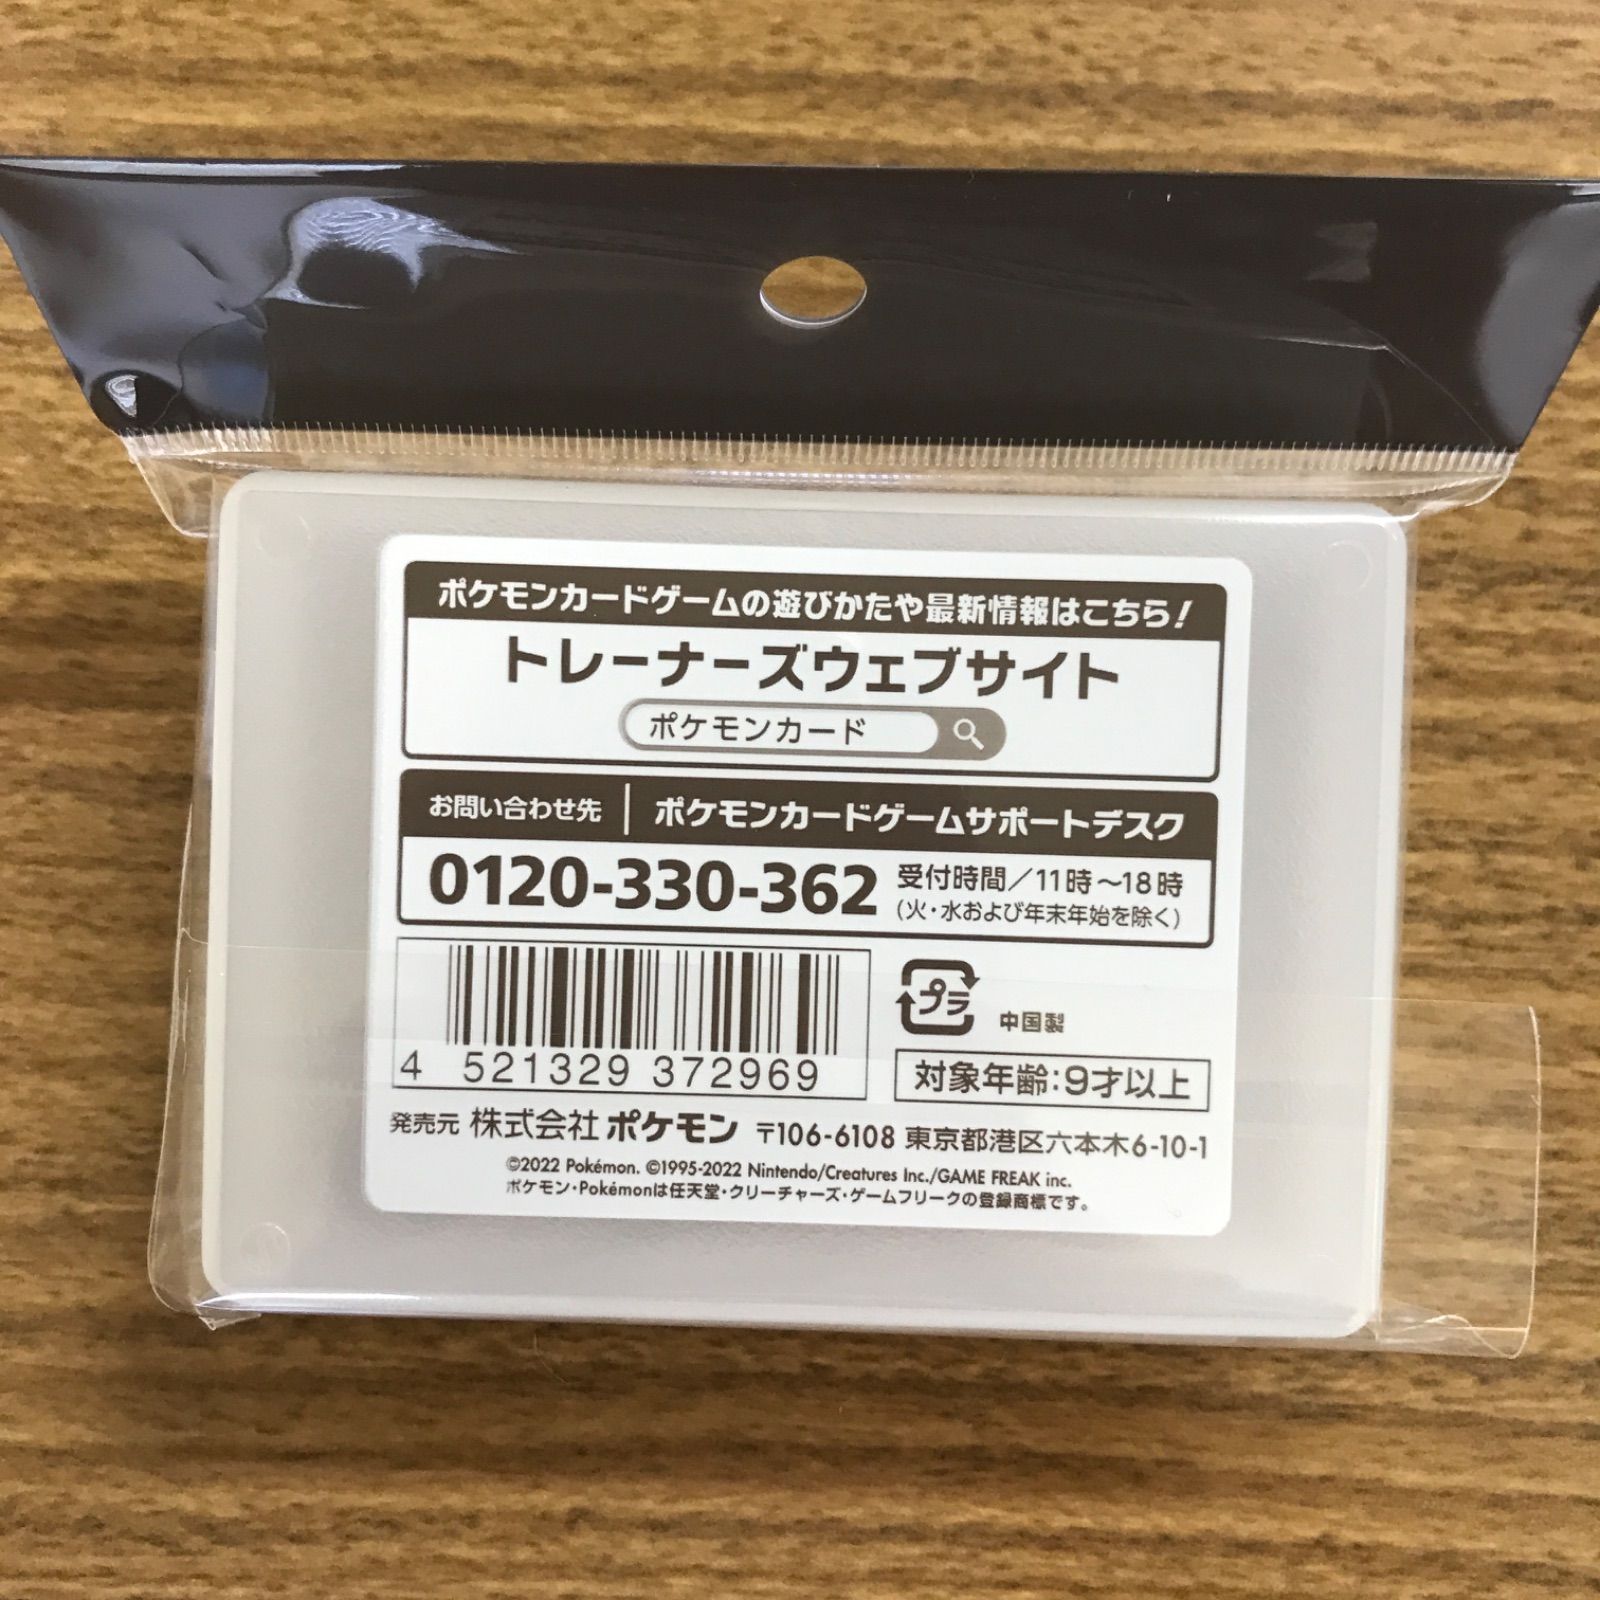 ポケモンカードゲームの遊びかたや最新情報はこちら!
トレーナーズウェブサイト
ポケモンカード
お問い合わせ先 ポケモンカードゲームサポートデスク
0120-330-362 受付時間/11時〜18時
(火・水および年末年始を除く)
プラ
中国製
4 521329 372969
対象年齢:9才以上
発売元 株式会社ポケモン 〒106-6108 東京都港区六本木6-10-1
©2022 Pokémon. ©1995-2022 Nintendo/Creatures Inc./GAME FREAK inc.
ポケモン・Pokémonは任天堂・クリーチャーズ・ゲームフリークの登録商標です。